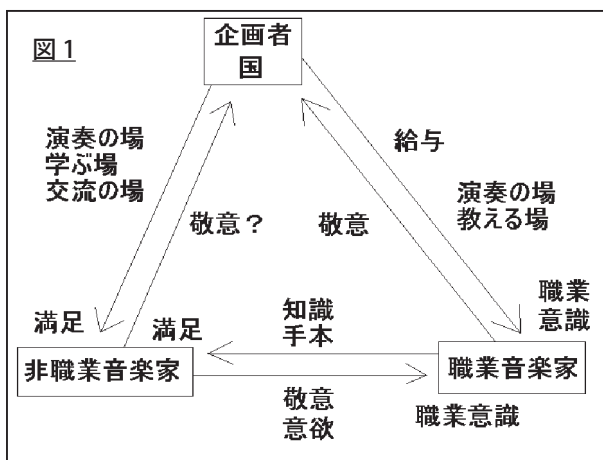 図1
企画者
国
演奏の場
学ぶ場
交流の場
給与
演奏の場
教える場
敬意？
敬意
満足
満足
知識
手本
職業
意識
非職業音楽家
職業音楽家
敬意
意欲
職業意識